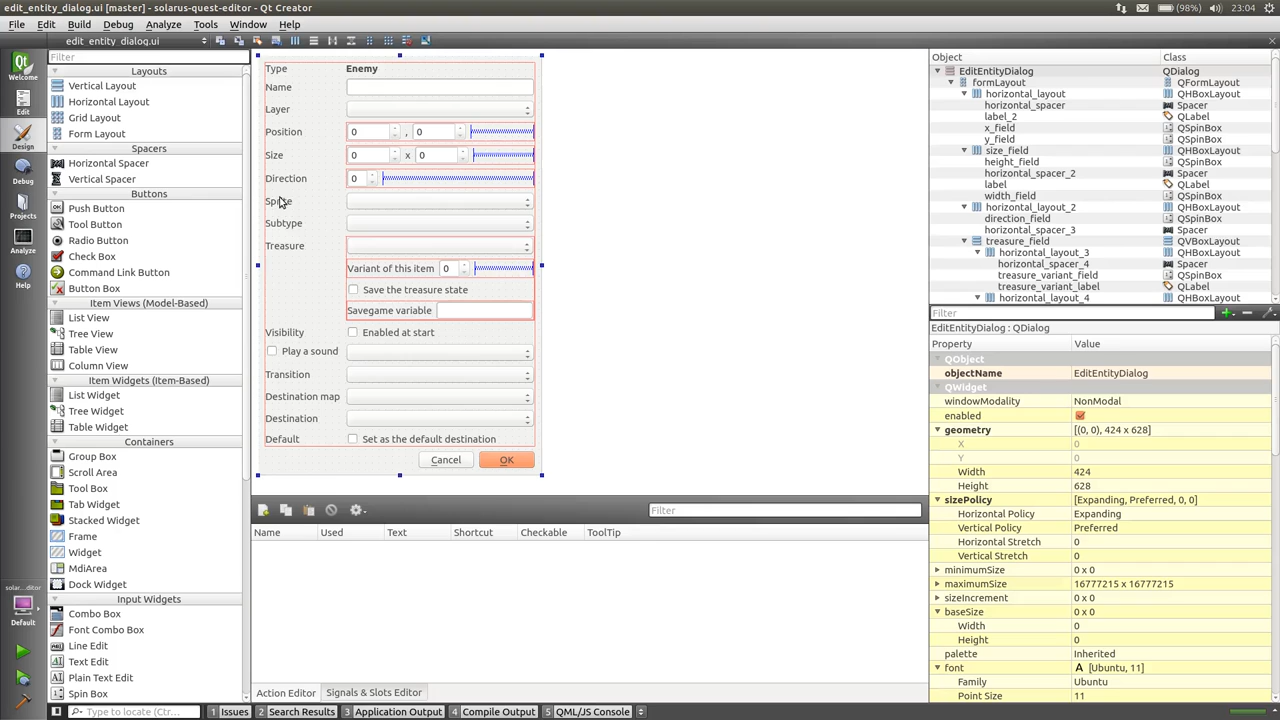 edit_entity_dialog.ui [master] - solarus-quest-editor - Qt Creator
(98%) 23:04
File Edit Build Debug Analyze Tools Window Help
edit_entity_dialog.ui
Welcome
Edit
Design
Debug
Projects
Analyze
Help
solar...ditor
Default
Filter
Layouts
Vertical Layout
Horizontal Layout
Grid Layout
Form Layout
Spacers
Horizontal Spacer
Vertical Spacer
Buttons
Push Button
Tool Button
Radio Button
Check Box
Command Link Button
Button Box
Item Views (Model-Based)
List View
Tree View
Table View
Column View
Item Widgets (Item-Based)
List Widget
Tree Widget
Table Widget
Containers
Group Box
Scroll Area
Tool Box
Tab Widget
Stacked Widget
Frame
Widget
MdiArea
Dock Widget
Input Widgets
Combo Box
Font Combo Box
Line Edit
Text Edit
Plain Text Edit
Spin Box
Type Enemy
Name
Layer
Position 0 , 0
Size 0 x 0
Direction 0
Sprite
Subtype
Treasure
Variant of this item 0
Save the treasure state
Savegame variable
Visibility Enabled at start
Play a sound
Transition
Destination map
Destination
Default Set as the default destination
Cancel OK
Filter
Name Used Text Shortcut Checkable ToolTip
Action Editor Signals & Slots Editor
Object Class
EditEntityDialog QDialog
formLayout QFormLayout
horizontal_layout QHBoxLayout
horizontal_spacer Spacer
label_2 QLabel
x_field QSpinBox
y_field QSpinBox
size_field QHBoxLayout
height_field QSpinBox
horizontal_spacer_2 Spacer
label QLabel
width_field QSpinBox
horizontal_layout_2 QHBoxLayout
direction_field QSpinBox
horizontal_spacer_3 Spacer
treasure_field QVBoxLayout
horizontal_layout_3 QHBoxLayout
horizontal_spacer_4 Spacer
treasure_variant_field QSpinBox
treasure_variant_label QLabel
horizontal_layout_4 QHBoxLayout
Filter
EditEntityDialog : QDialog
Property Value
QObject
objectName EditEntityDialog
QWidget
windowModality NonModal
enabled
geometry [(0, 0), 424 x 628]
X 0
Y 0
Width 424
Height 628
sizePolicy [Expanding, Preferred, 0, 0]
Horizontal Policy Expanding
Vertical Policy Preferred
Horizontal Stretch 0
Vertical Stretch 0
minimumSize 0 x 0
maximumSize 16777215 x 16777215
sizeIncrement 0 x 0
baseSize 0 x 0
Width 0
Height 0
palette Inherited
font A [Ubuntu, 11]
Family Ubuntu
Point Size 11
Type to locate (Ctrl...
1 Issues 2 Search Results 3 Application Output 4 Compile Output 5 QML/JS Console